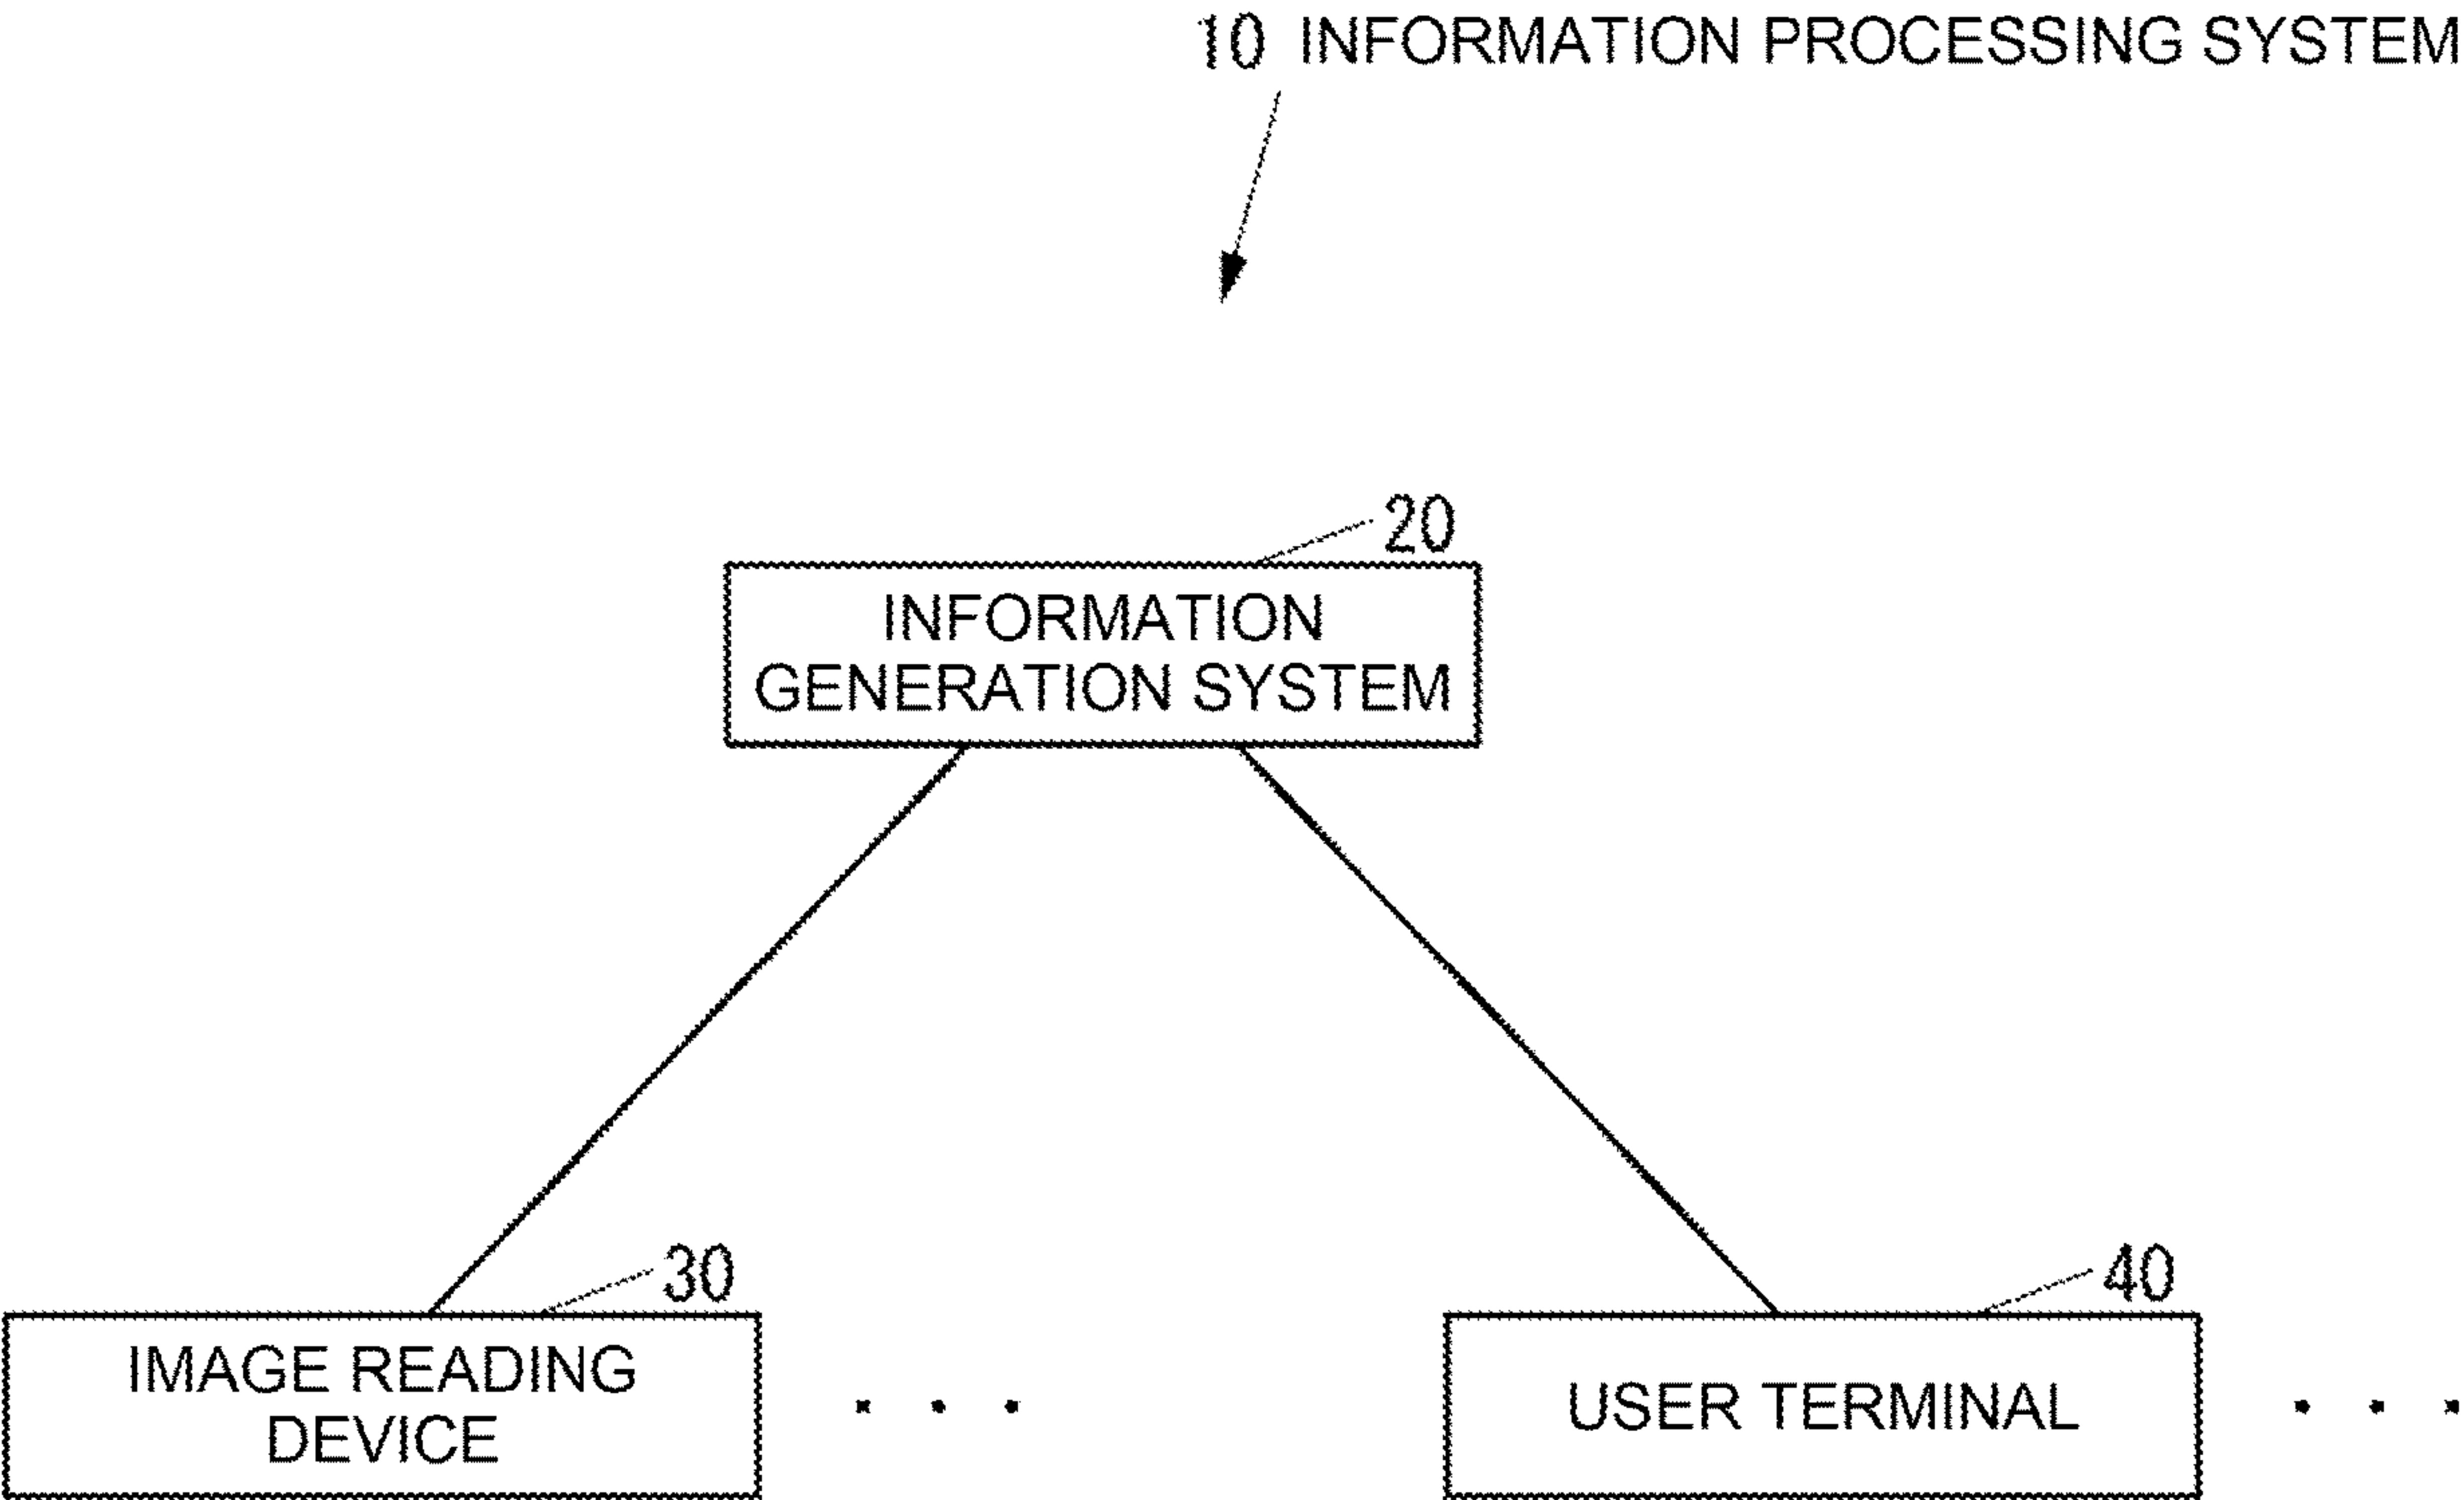 10 INFORMATION PROCESSING SYSTEM
20
INFORMATION
GENERATION SYSTEM
30
IMAGE READING
DEVICE
. . .
40
USER TERMINAL
. . .